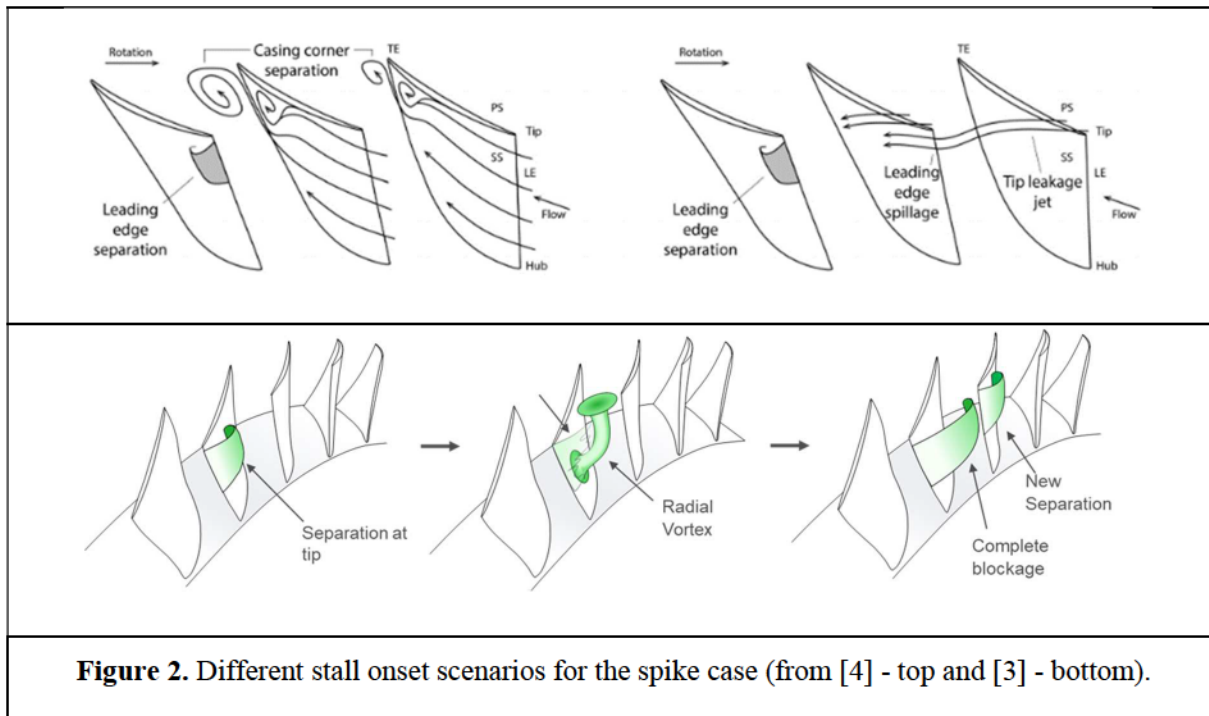 Rotation
Casing corner
separation
TE
PS
Tip
SS
LE
Leading
edge
separation
Flow
Hub
Rotation
TE
PS
Tip
SS
LE
Leading
edge
separation
Leading
edge
spillage
Tip leakage
jet
Flow
Hub
Separation at
tip
Radial
Vortex
New
Separation
Complete
blockage
Figure 2. Different stall onset scenarios for the spike case (from [4] - top and [3] - bottom).